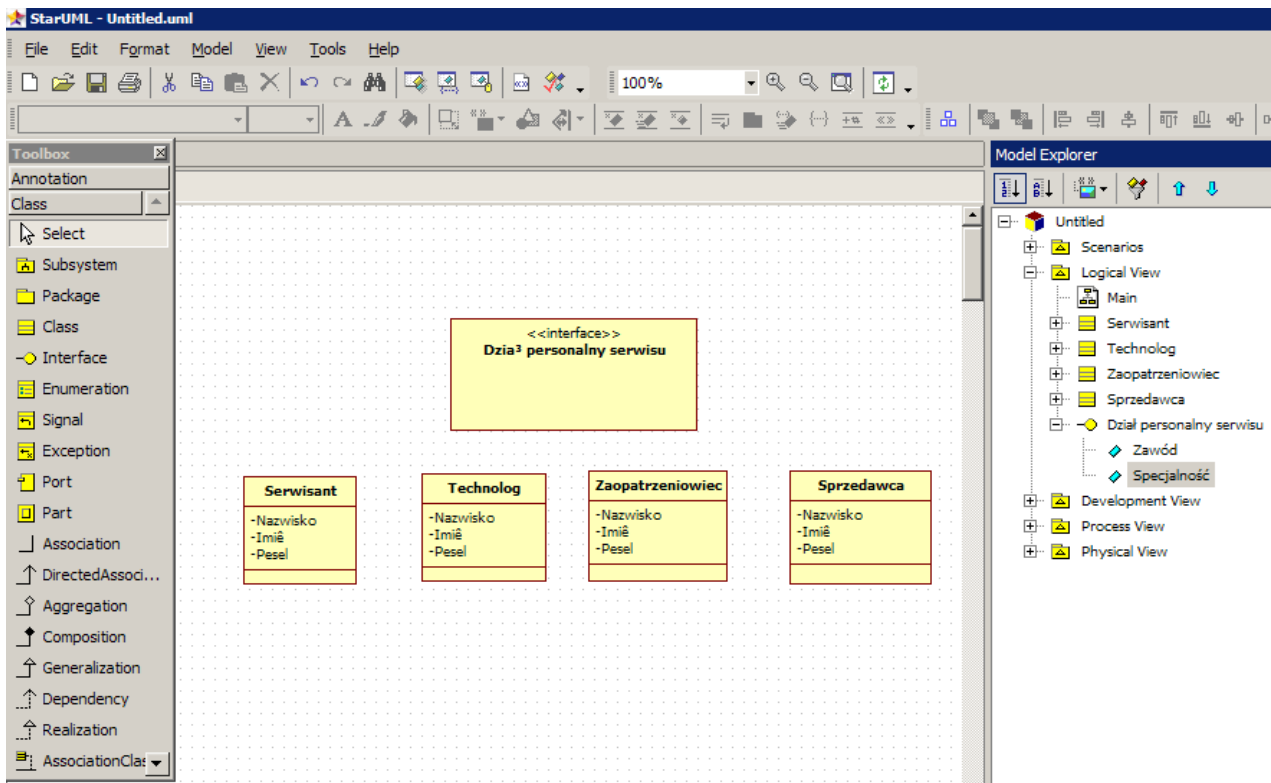 StarUML - Untitled.uml
File Edit Format Model View Tools Help
100%
Toolbox
Annotation
Class
Select
Subsystem
Package
Class
Interface
Enumeration
Signal
Exception
Port
Part
Association
DirectedAssoci...
Aggregation
Composition
Generalization
Dependency
Realization
AssociationClas
<<interface>>
Dzia³ personalny serwisu
Serwisant
-Nazwisko
-Imiê
-Pesel
Technolog
-Nazwisko
-Imiê
-Pesel
Zaopatrzeniowiec
-Nazwisko
-Imiê
-Pesel
Sprzedawca
-Nazwisko
-Imiê
-Pesel
Model Explorer
Untitled
Scenarios
Logical View
Main
Serwisant
Technolog
Zaopatrzeniowiec
Sprzedawca
Dział personalny serwisu
Zawód
Specjalność
Development View
Process View
Physical View